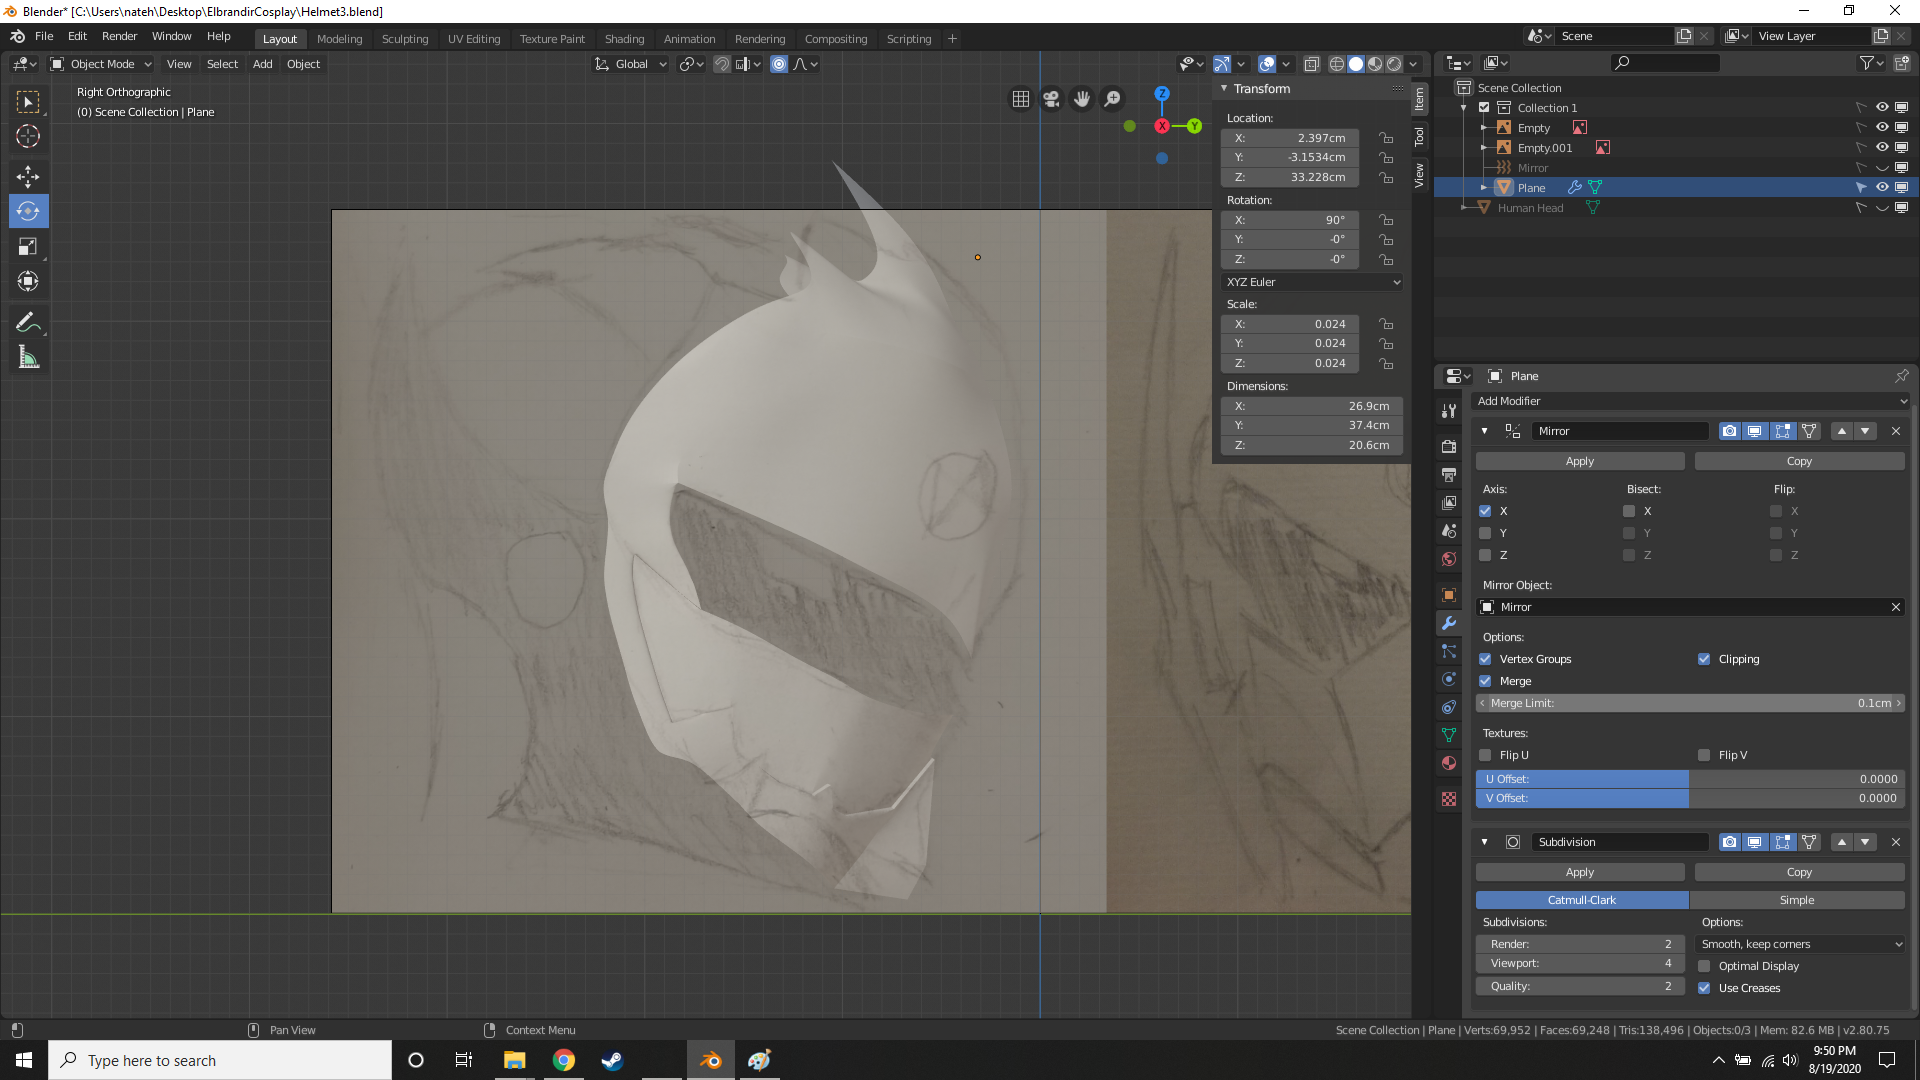 Blender* [C:\Users\nateh\Desktop\ElbrandirCosplay\Helmet3.blend]
File Edit Render Window Help
Layout Modeling Sculpting UV Editing Texture Paint Shading Animation Rendering Compositing Scripting +
Scene
View Layer
Object Mode View Select Add Object
Global
Right Orthographic
(0) Scene Collection | Plane
Z
X
Y
Transform
Location:
X: 2.397cm
Y: -3.1534cm
Z: 33.228cm
Rotation:
X: 90°
Y: -0°
Z: -0°
XYZ Euler
Scale:
X: 0.024
Y: 0.024
Z: 0.024
Dimensions:
X: 26.9cm
Y: 37.4cm
Z: 20.6cm
Item
Tool
View
Scene Collection
Collection 1
Empty
Empty.001
Mirror
Plane
Human Head
Plane
Add Modifier
Mirror
Apply Copy
Axis: Bisect: Flip:
X X X
Y Y Y
Z Z Z
Mirror Object:
Mirror
Options:
Vertex Groups Clipping
Merge
Merge Limit: 0.1cm
Textures:
Flip U Flip V
U Offset: 0.0000
V Offset: 0.0000
Subdivision
Apply Copy
Catmull-Clark Simple
Subdivisions: Options:
Render: 2 Smooth, keep corners
Viewport: 4 Optimal Display
Quality: 2 Use Creases
Pan View
Context Menu
Scene Collection | Plane | Verts:69,952 | Faces:69,248 | Tris:138,496 | Objects:0/3 | Mem: 82.6 MB | v2.80.75
Type here to search
9:50 PM
8/19/2020